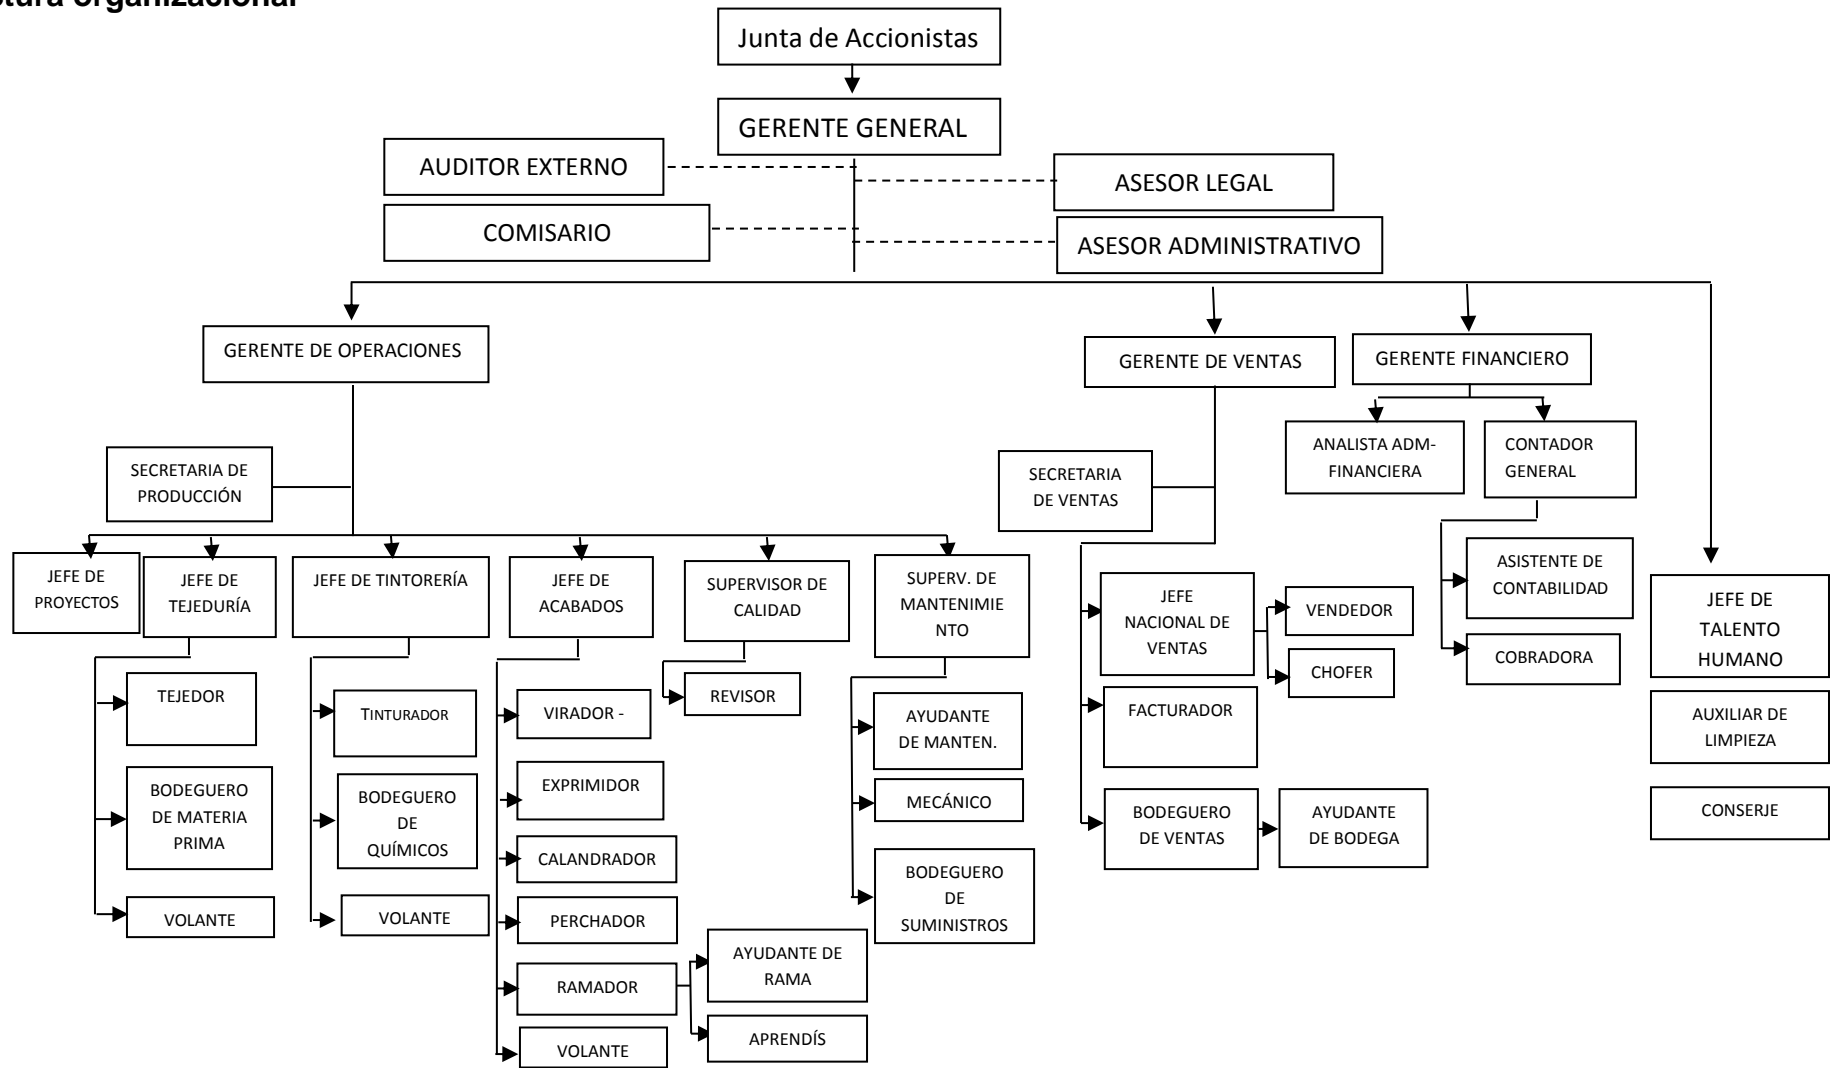 tura organizacional
Junta de Accionistas
GERENTE GENERAL
AUDITOR EXTERNO
ASESOR LEGAL
COMISARIO
ASESOR ADMINISTRATIVO
GERENTE DE OPERACIONES
GERENTE DE VENTAS
GERENTE FINANCIERO
SECRETARIA DE
PRODUCCIÓN
SECRETARIA
DE VENTAS
ANALISTA ADM-
FINANCIERA
CONTADOR
GENERAL
JEFE DE
PROYECTOS
JEFE DE
TEJEDURÍA
JEFE DE TINTORERÍA
JEFE DE
ACABADOS
SUPERVISOR DE
CALIDAD
SUPERV. DE
MANTENIMIE
NTO
JEFE
NACIONAL DE
VENTAS
VENDEDOR
CHOFER
ASISTENTE DE
CONTABILIDAD
COBRADORA
JEFE DE
TALENTO
HUMANO
TEJEDOR
TINTURADOR
VIRADOR -
REVISOR
AYUDANTE
DE MANTEN.
FACTURADOR
AUXILIAR DE
LIMPIEZA
BODEGUERO
DE MATERIA
PRIMA
BODEGUERO
DE
QUÍMICOS
EXPRIMIDOR
MECÁNICO
BODEGUERO
DE VENTAS
AYUDANTE
DE BODEGA
CONSERJE
CALANDRADOR
BODEGUERO
DE
SUMINISTROS
VOLANTE
VOLANTE
PERCHADOR
RAMADOR
AYUDANTE DE
RAMA
APRENDÍS
VOLANTE